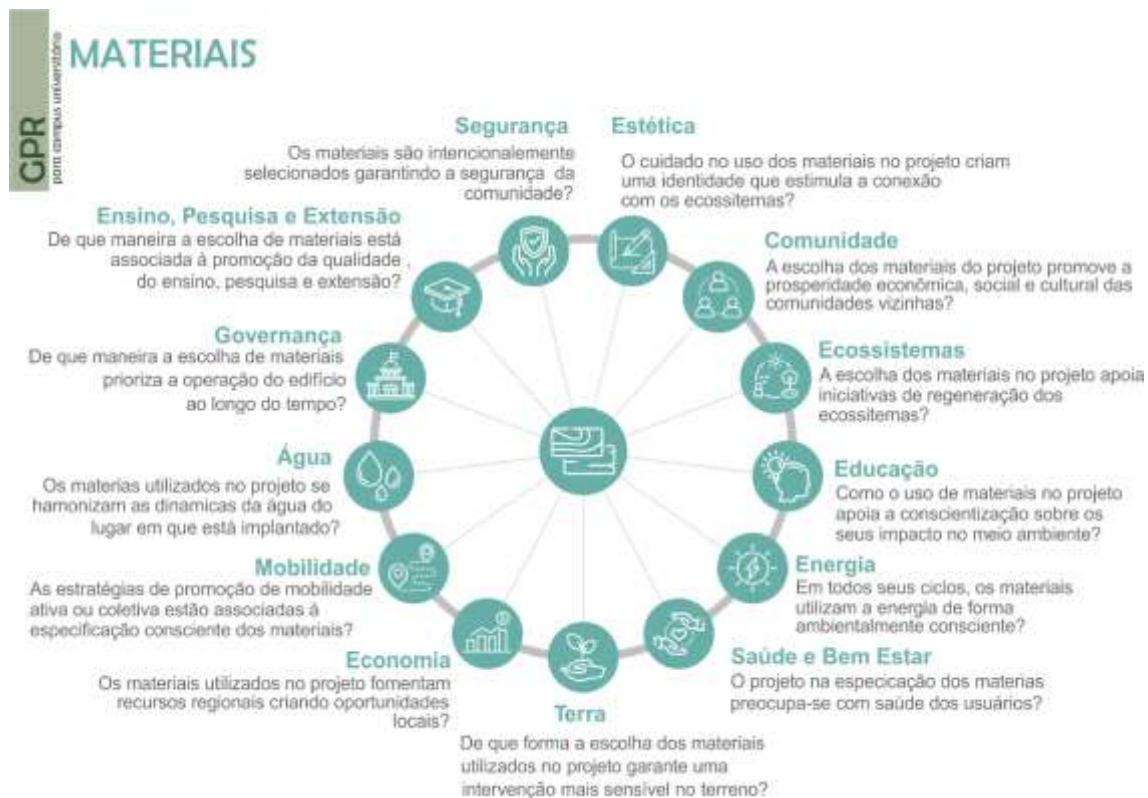 GPR
para campus universitário
MATERIAIS
Segurança
Os materiais são intencionalemente
selecionados garantindo a segurança da
comunidade?
Estética
O cuidado no uso dos materiais no projeto criam
uma identidade que estimula a conexão
com os ecossitemas?
Comunidade
A escolha dos materiais do projeto promove a
prosperidade econômica, social e cultural das
comunidades vizinhas?
Ecossistemas
A escolha dos materiais no projeto apoia
iniciativas de regeneração dos
ecossitemas?
Educação
Como o uso de materiais no projeto
apoia a conscientização sobre os
seus impacto no meio ambiente?
Energia
Em todos seus ciclos, os materiais
utilizam a energia de forma
ambientalmente consciente?
Saúde e Bem Estar
O projeto na especicação dos materias
preocupa-se com saúde dos usuários?
Terra
De que forma a escolha dos materiais
utilizados no projeto garante uma
intervenção mais sensível no terreno?
Economia
Os materiais utilizados no projeto fomentam
recursos regionais criando oportunidades
locais?
Mobilidade
As estratégias de promoção de mobilidade
ativa ou coletiva estão associadas á
especificação consciente dos materiais?
Água
Os materias utilizados no projeto se
hamonizam as dinamicas da água do
lugar em que está implantado?
Governança
De que maneira a escolha de materiais
prioriza a operação do edifício
ao longo do tempo?
Ensino, Pesquisa e Extensão
De que maneira a escolha de materiais está
associada à promoção da qualidade ,
do ensino, pesquisa e extensão?